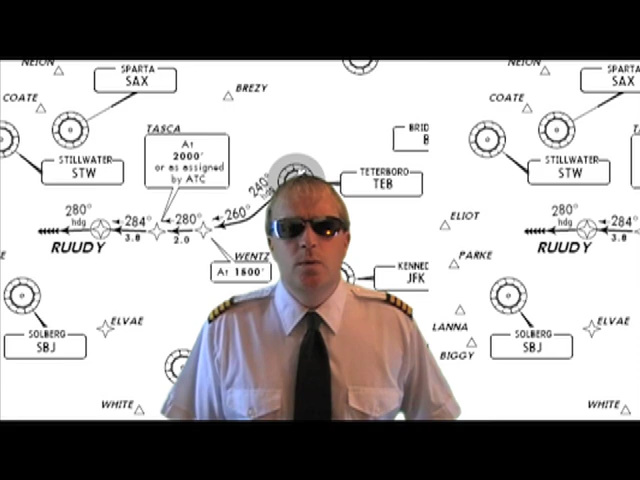 NEION
SPARTA
SAX
COATE
BREZY
TASCA
At
2000'
or as assigned
by ATC
STILLWATER
STW
240°
hdg
TETERBORO
TEB
BRID
280°
hdg
284°
3.8
280°
2.0
260°
RUUDY
WENTZ
At 1500'
ELIOT
PARKE
KENNED
JFK
SOLBERG
SBJ
ELVAE
LANNA
BIGGY
WHITE
NEION
SPARTA
SAX
COATE
STILLWATER
STW
280°
hdg
284°
3.8
RUUDY
SOLBERG
SBJ
ELVAE
WHITE